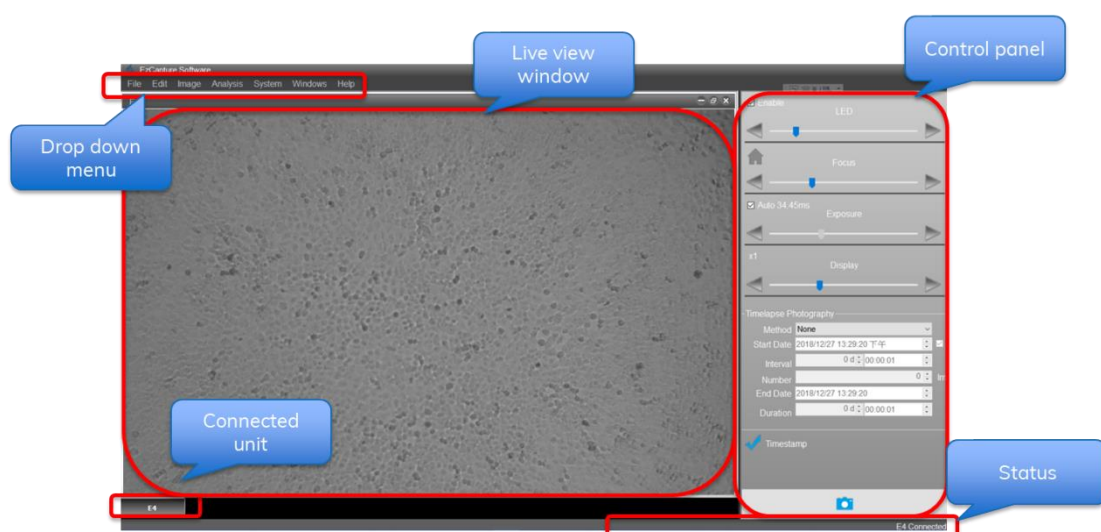 Live view
window
Control panel
EzCapture Software
File Edit Image Analysis System Windows Help
Drop down
menu
Enable
LED
Focus
Auto 34.45ms
Exposure
x1
Display
Timelapse Photography
Method None
Start Date 2018/12/27 13:29:20 下午
Interval 0 d 00:00:01
Number 0
End Date 2018/12/27 13:29:20
Duration 0 d 00:00:01
Timestamp
Connected
unit
Status
E4
E4 Connected